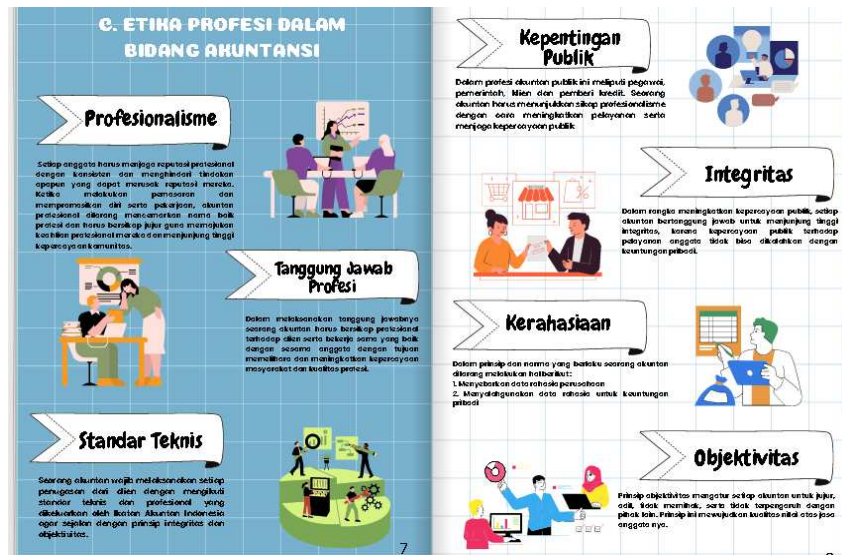 C. ETIKA PROFESI DALAM
BIDANG AKUNTANSI
Profesionalisme
Setiap anggota harus menjaga reputasi profesional
dengan konsisten dan menghindari tindakan
apapun yang dapat merusak reputasi mereka.
Ketika melakukan pemasaran dan
mempromosikan diri serta pekerjaan, akuntan
profesional dilarang mencemarkan nama baik
profesi dan harus bersikap jujur guna memajukan
keahlian profesional mereka dan menjunjung tinggi
kepercayaan komunitas.
Tanggung Jawab
Profesi
Dalam melaksanakan tanggung jawabnya
seorang akuntan harus bersikap profesional
terhadap clien serta bekerja sama yang baik
dengan sesama anggota dengan tujuan
memelihara dan meningkatkan kepercayaan
masyarakat dan kualitas profesi.
Standar Teknis
Seorang akuntan wajib melaksanakan setiap
penugasan dari clien dengan mengikuti
standar teknis dan profesional yang
dikeluarkan oleh Ikatan Akuntan Indonesia
agar sejalan dengan prinsip integritas dan
objektivitas.
7
Kepentingan
Publik
Dalam profesi akuntan publik ini meliputi pegawai,
pemerintah, klien dan pemberi kredit. Seorang
akuntan harus menunjukkan sikap profesionalisme
dengan cara meningkatkan pelayanan serta
menjaga kepercayaan publik
Integritas
Dalam rangka meningkatkan kepercayaan publik, setiap
akuntan bertanggung jawab untuk menjunjung tinggi
integritas, karena kepercayaan publik terhadap
pelayanan anggota tidak bisa dikalahkan dengan
keuntungan pribadi.
Kerahasiaan
Dalam prinsip dan norma yang berlaku seorang akuntan
dilarang melakukan hal berikut:
1. Menyebarkan data rahasia perusahaan
2. Menyalahgunakan data rahasia untuk keuntungan
pribadi
Objektivitas
Prinsip objektivitas mengatur setiap akuntan untuk jujur,
adil, tidak memihak, serta tidak terpengaruh dengan
pihak lain. Prinsip ini mewujudkan kualitas nilai atas jasa
anggota nya.